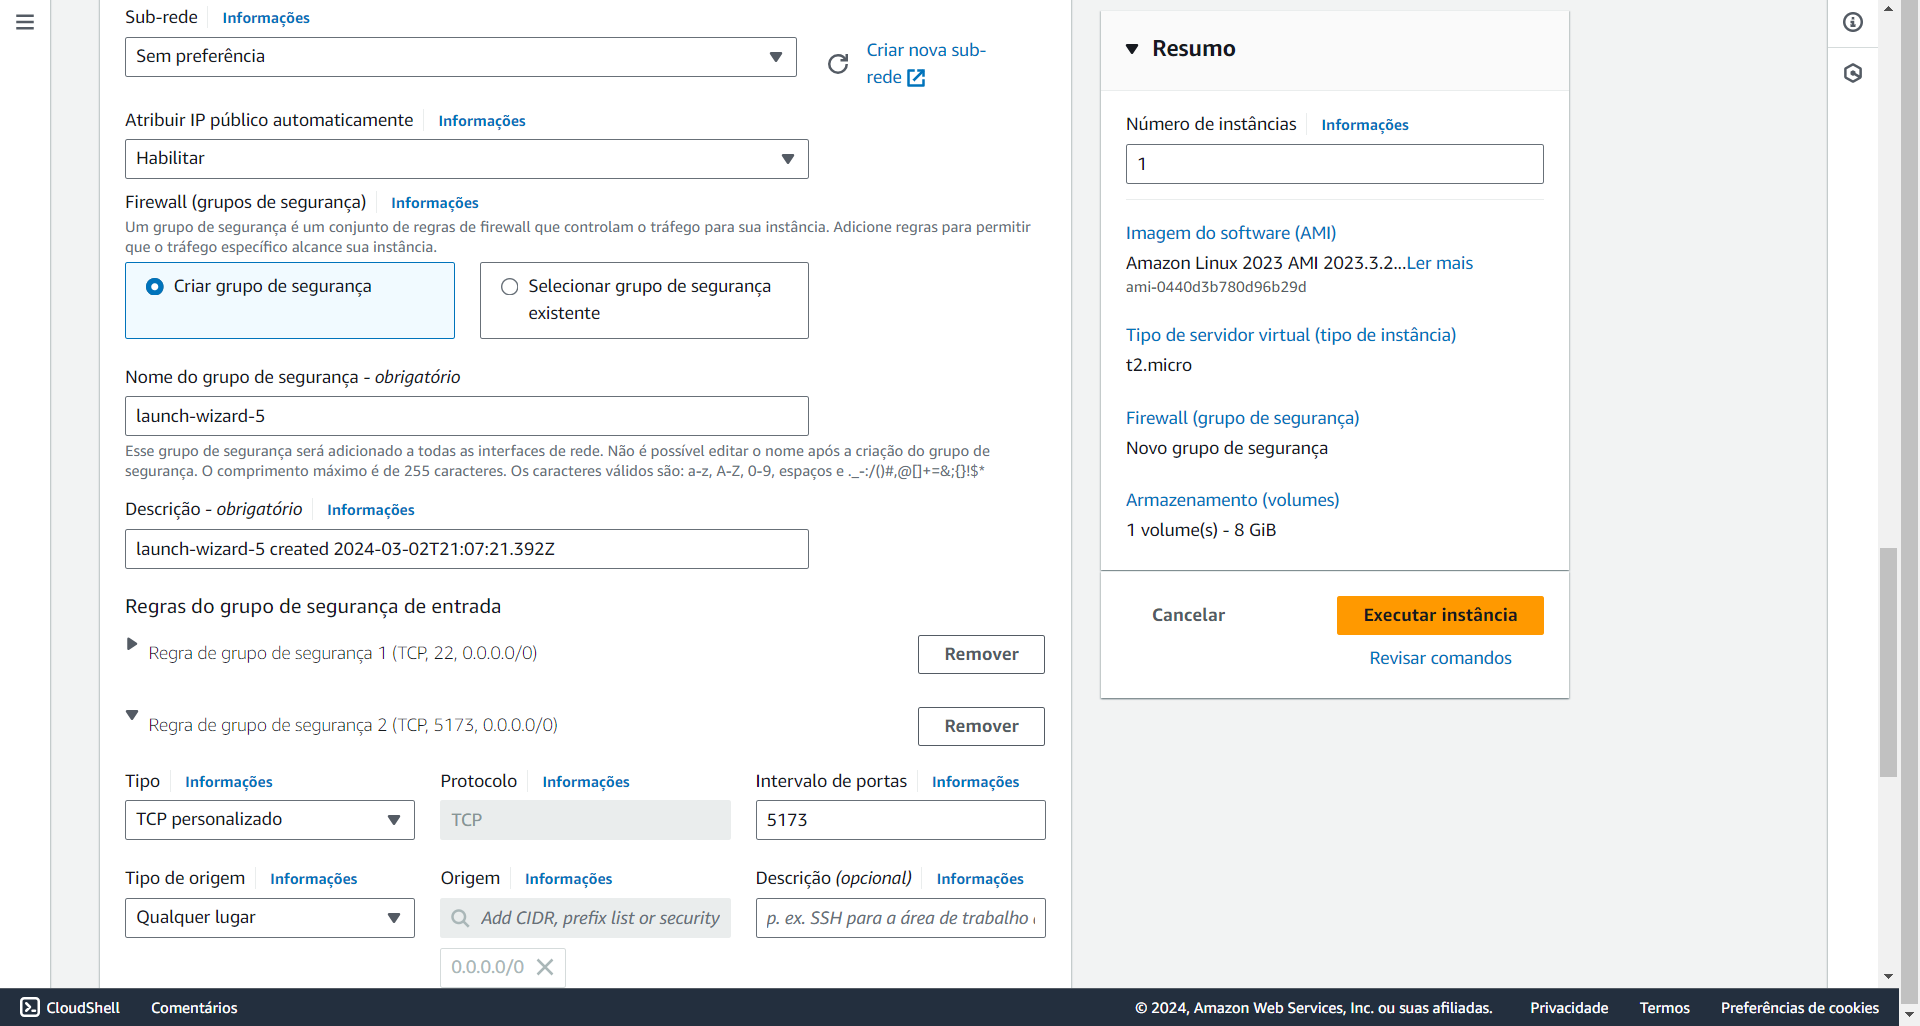 Sub-rede
Informações
Sem preferência
Criar nova sub-
rede
Atribuir IP público automaticamente
Informações
Habilitar
Firewall (grupos de segurança)
Informações
Um grupo de segurança é um conjunto de regras de firewall que controlam o tráfego para sua instância. Adicione regras para permitir
que o tráfego específico alcance sua instância.
Criar grupo de segurança
Selecionar grupo de segurança
existente
Nome do grupo de segurança - obrigatório
launch-wizard-5
Esse grupo de segurança será adicionado a todas as interfaces de rede. Não é possível editar o nome após a criação do grupo de
segurança. O comprimento máximo é de 255 caracteres. Os caracteres válidos são: a-z, A-Z, 0-9, espaços e ._-:/()#,@[]+=&;{}!$*
Descrição - obrigatório
Informações
launch-wizard-5 created 2024-03-02T21:07:21.392Z
Regras do grupo de segurança de entrada
Regra de grupo de segurança 1 (TCP, 22, 0.0.0.0/0)
Remover
Regra de grupo de segurança 2 (TCP, 5173, 0.0.0.0/0)
Remover
Tipo
Informações
Protocolo
Informações
Intervalo de portas
Informações
TCP personalizado
TCP
5173
Tipo de origem
Informações
Origem
Informações
Descrição (opcional)
Informações
Qualquer lugar
Add CIDR, prefix list or security
p. ex. SSH para a área de trabalho
0.0.0.0/0
Resumo
Número de instâncias
Informações
1
Imagem do software (AMI)
Amazon Linux 2023 AMI 2023.3.2...Ler mais
ami-0440d3b780d96b29d
Tipo de servidor virtual (tipo de instância)
t2.micro
Firewall (grupo de segurança)
Novo grupo de segurança
Armazenamento (volumes)
1 volume(s) - 8 GiB
Cancelar
Executar instância
Revisar comandos
CloudShell
Comentários
© 2024, Amazon Web Services, Inc. ou suas afiliadas.
Privacidade
Termos
Preferências de cookies